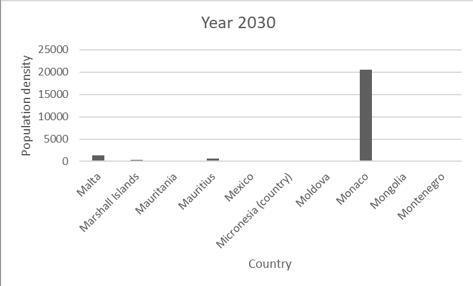 Year 2030
Population density
25000
20000
15000
10000
5000
0
Malta
Marshall Islands
Mauritania
Mauritius
Mexico
Micronesia (country)
Moldova
Monaco
Mongolia
Montenegro
Country